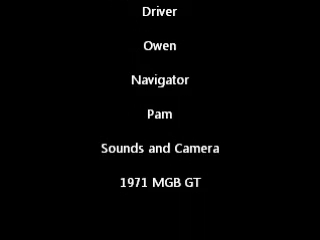 Driver
Owen
Navigator
Pam
Sounds and Camera
1971 MGB GT